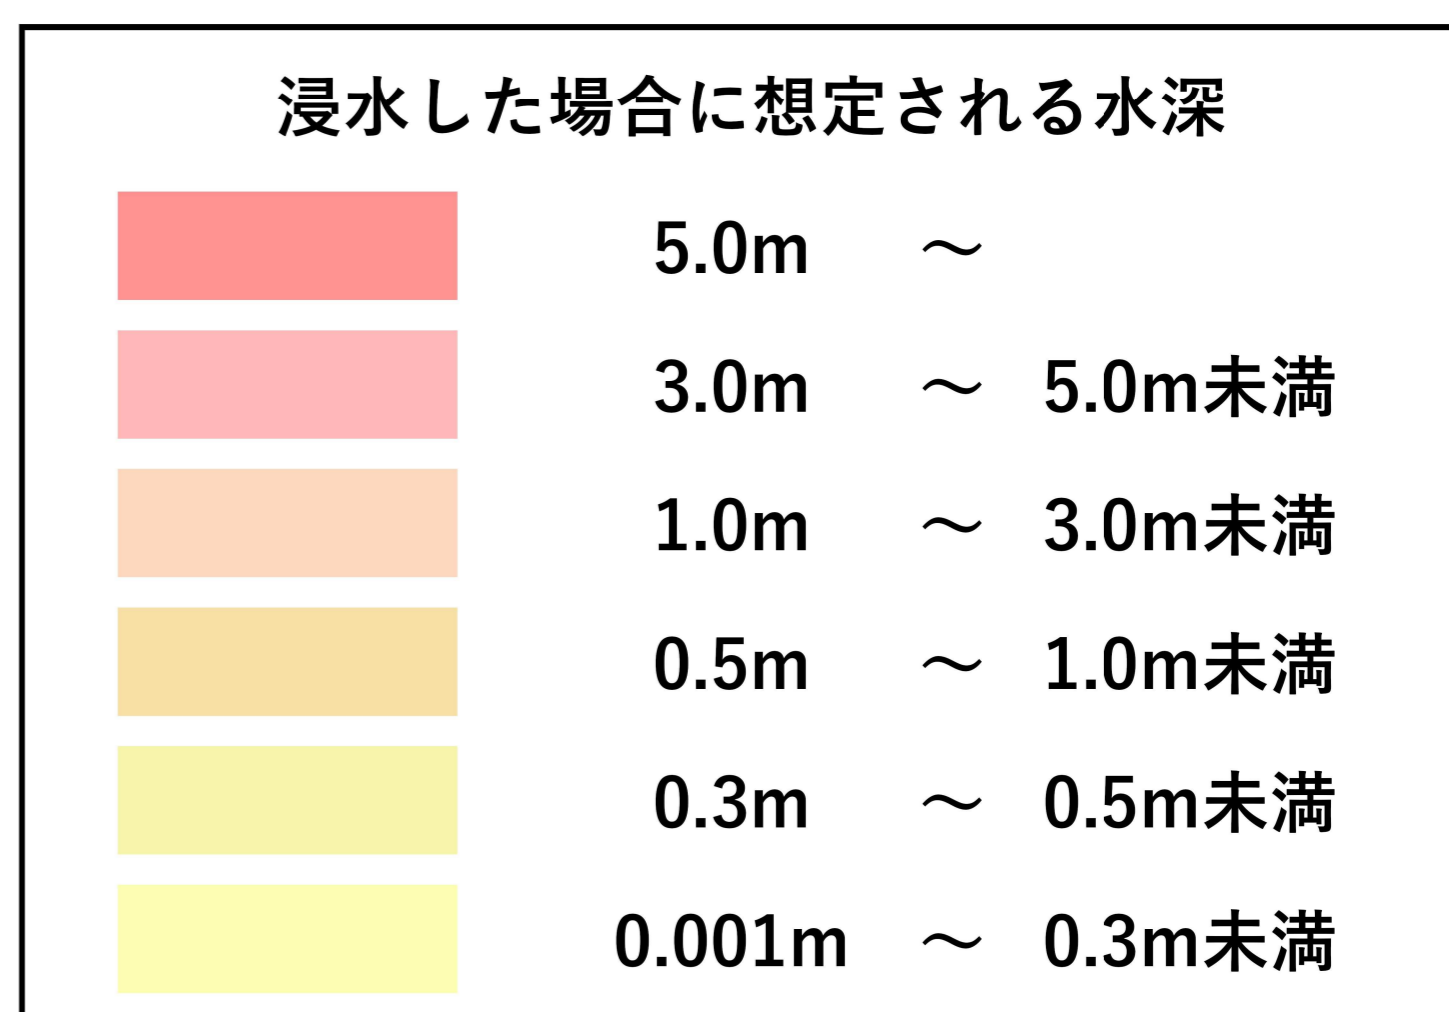 浸水した場合に想定される水深
5.0m ～
3.0m ～ 5.0m未満
1.0m ～ 3.0m未満
0.5m ～ 1.0m未満
0.3m ～ 0.5m未満
0.001m ～ 0.3m未満